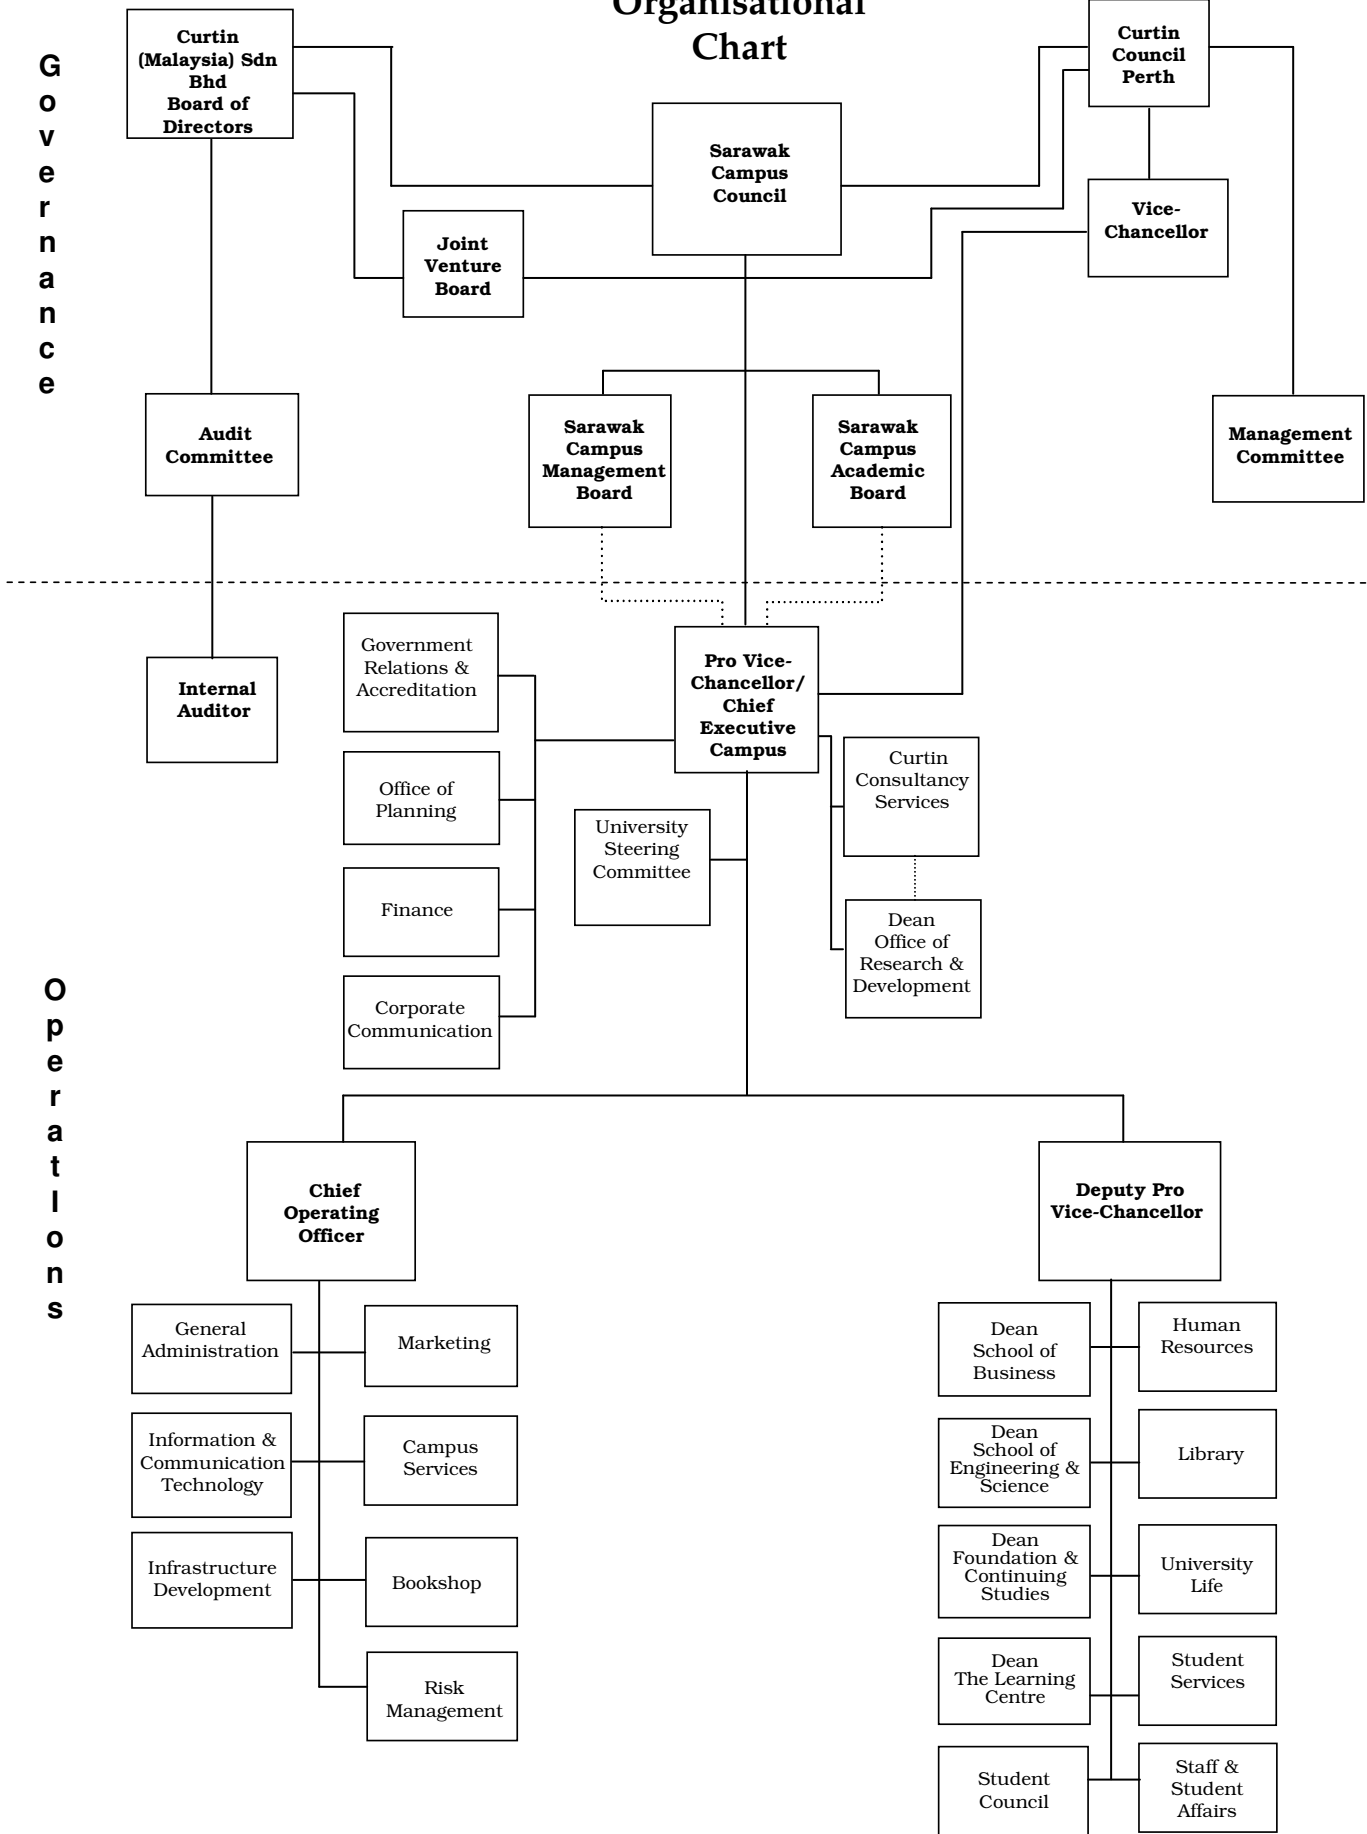 Organisational
Chart
G
o
v
e
r
n
a
n
c
e
Curtin
(Malaysia) Sdn
Bhd
Board of
Directors
Curtin
Council
Perth
Sarawak
Campus
Council
Vice-
Chancellor
Joint
Venture
Board
Audit
Committee
Sarawak
Campus
Management
Board
Sarawak
Campus
Academic
Board
Management
Committee
O
p
e
r
a
t
I
o
n
s
Internal
Auditor
Government
Relations &
Accreditation
Pro Vice-
Chancellor/
Chief
Executive
Campus
Office of
Planning
Curtin
Consultancy
Services
University
Steering
Committee
Finance
Dean
Office of
Research &
Development
Corporate
Communication
Chief
Operating
Officer
Deputy Pro
Vice-Chancellor
General
Administration
Marketing
Information &
Communication
Technology
Campus
Services
Infrastructure
Development
Bookshop
Risk
Management
Dean
School of
Business
Human
Resources
Dean
School of
Engineering &
Science
Library
Dean
Foundation &
Continuing
Studies
University
Life
Dean
The Learning
Centre
Student
Services
Student
Council
Staff &
Student
Affairs